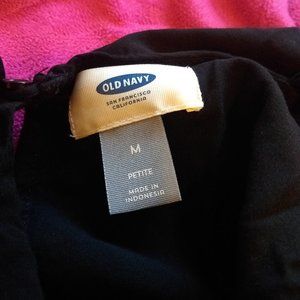 OLD NAVY
SAN FRANCISCO
CALIFORNIA
M
PETITE
MADE IN
INDONESIA